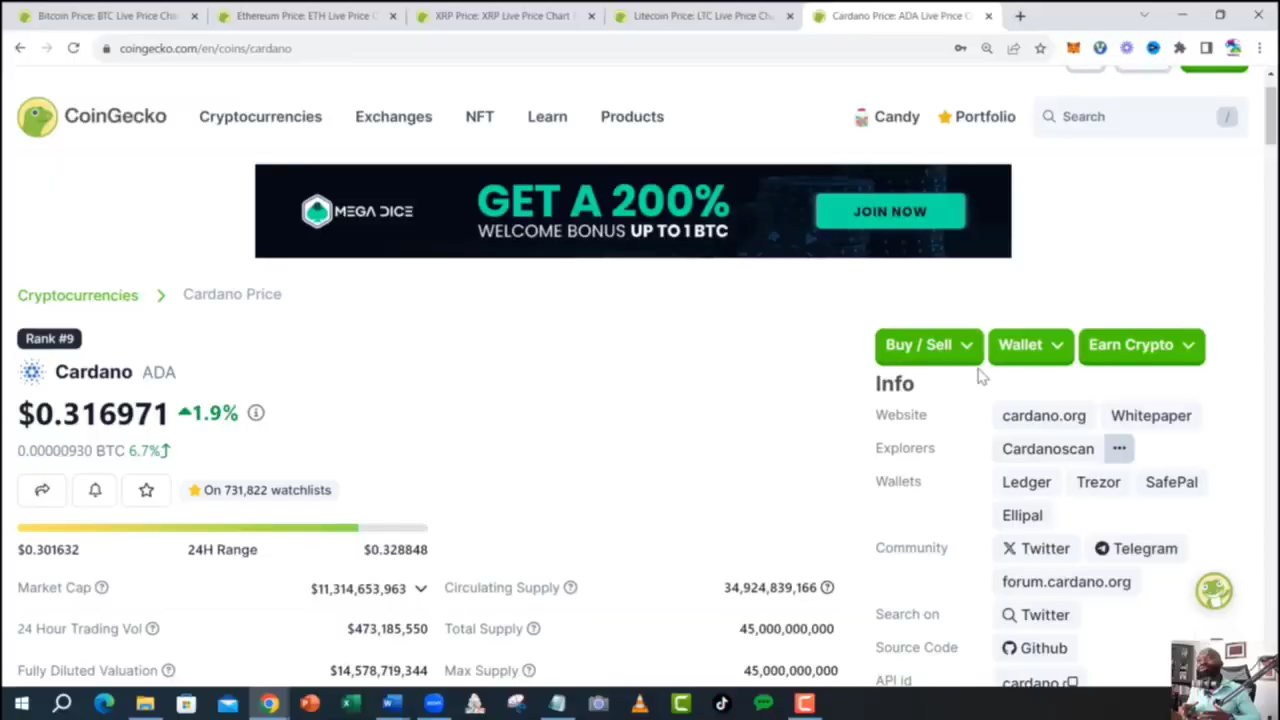 Bitcoin Price: BTC Live Price Cha
Ethereum Price: ETH Live Price C
XRP Price: XRP Live Price Chart
Litecoin Price: LTC Live Price Ch
Cardano Price: ADA Live Price C
coingecko.com/en/coins/cardano
CoinGecko
Cryptocurrencies
Exchanges
NFT
Learn
Products
Candy
Portfolio
Search
/
MEGA DICE
GET A 200%
WELCOME BONUS UP TO 1 BTC
JOIN NOW
Cryptocurrencies > Cardano Price
Rank #9
Cardano ADA
$0.316971 1.9%
0.00000930 BTC 6.7%
On 731,822 watchlists
$0.301632 24H Range $0.328848
Market Cap $11,314,653,963
24 Hour Trading Vol $473,185,550
Fully Diluted Valuation $14,578,719,344
Circulating Supply 34,924,839,166
Total Supply 45,000,000,000
Max Supply 45,000,000,000
Buy / Sell
Wallet
Earn Crypto
Info
Website cardano.org Whitepaper
Explorers Cardanoscan ...
Wallets Ledger Trezor SafePal
Ellipal
Community Twitter Telegram
forum.cardano.org
Search on Twitter
Source Code Github
API id cardano